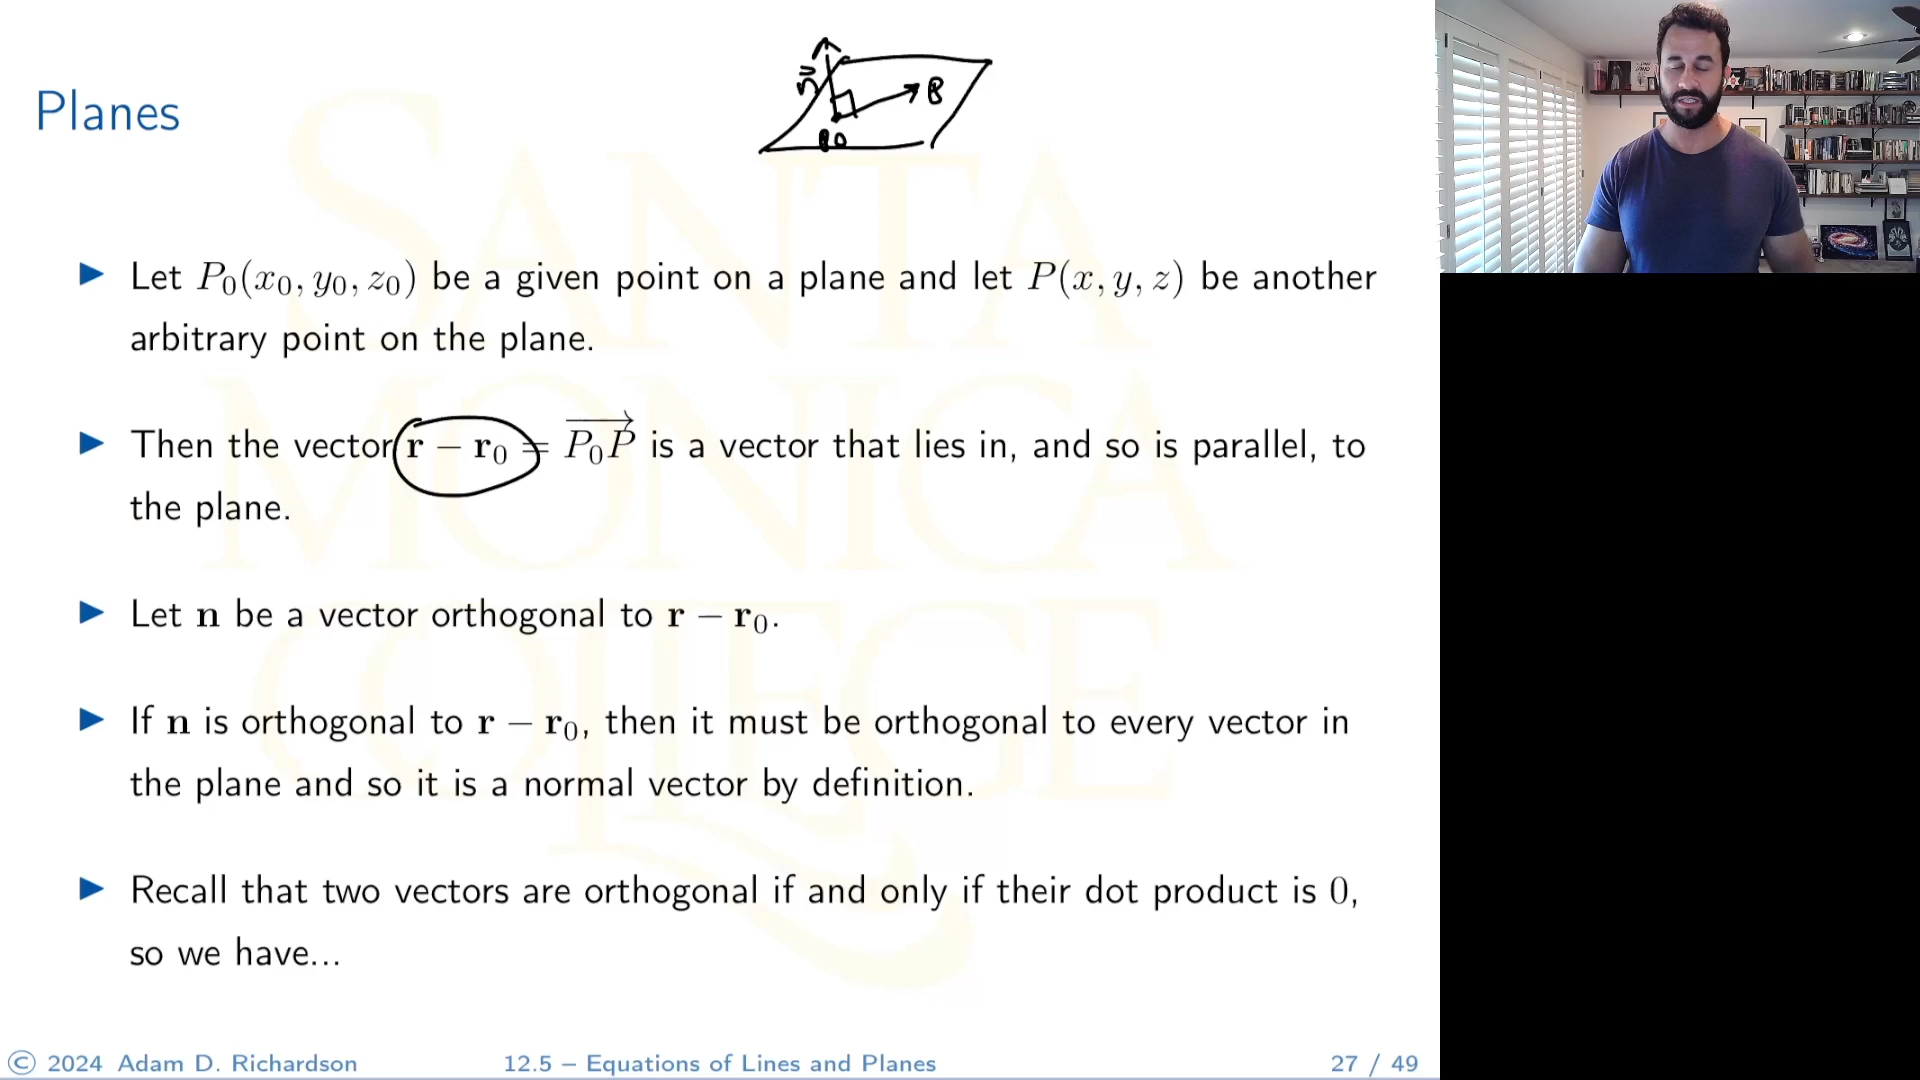 Planes
n
P
P0
▶ Let P₀(x₀, y₀, z₀) be a given point on a plane and let P(x, y, z) be another
arbitrary point on the plane.
▶ Then the vector r − r₀ = \overrightarrow{P₀P} is a vector that lies in, and so is parallel, to
the plane.
▶ Let n be a vector orthogonal to r − r₀.
▶ If n is orthogonal to r − r₀, then it must be orthogonal to every vector in
the plane and so it is a normal vector by definition.
▶ Recall that two vectors are orthogonal if and only if their dot product is 0,
so we have...
SANTA
MONICA
COLLEGE
© 2024 Adam D. Richardson 12.5 – Equations of Lines and Planes 27 / 49